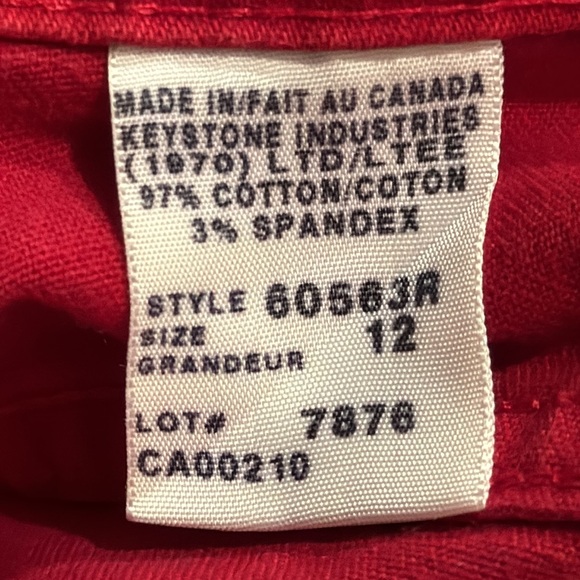 MADE IN/FAIT AU CANADA
KEYSTONE INDUSTRIES
(1970) LTD/LTEE
97% COTTON/COTON
3% SPANDEX
STYLE 60563R
SIZE 12
GRANDEUR
LOT# 7876
CA00210